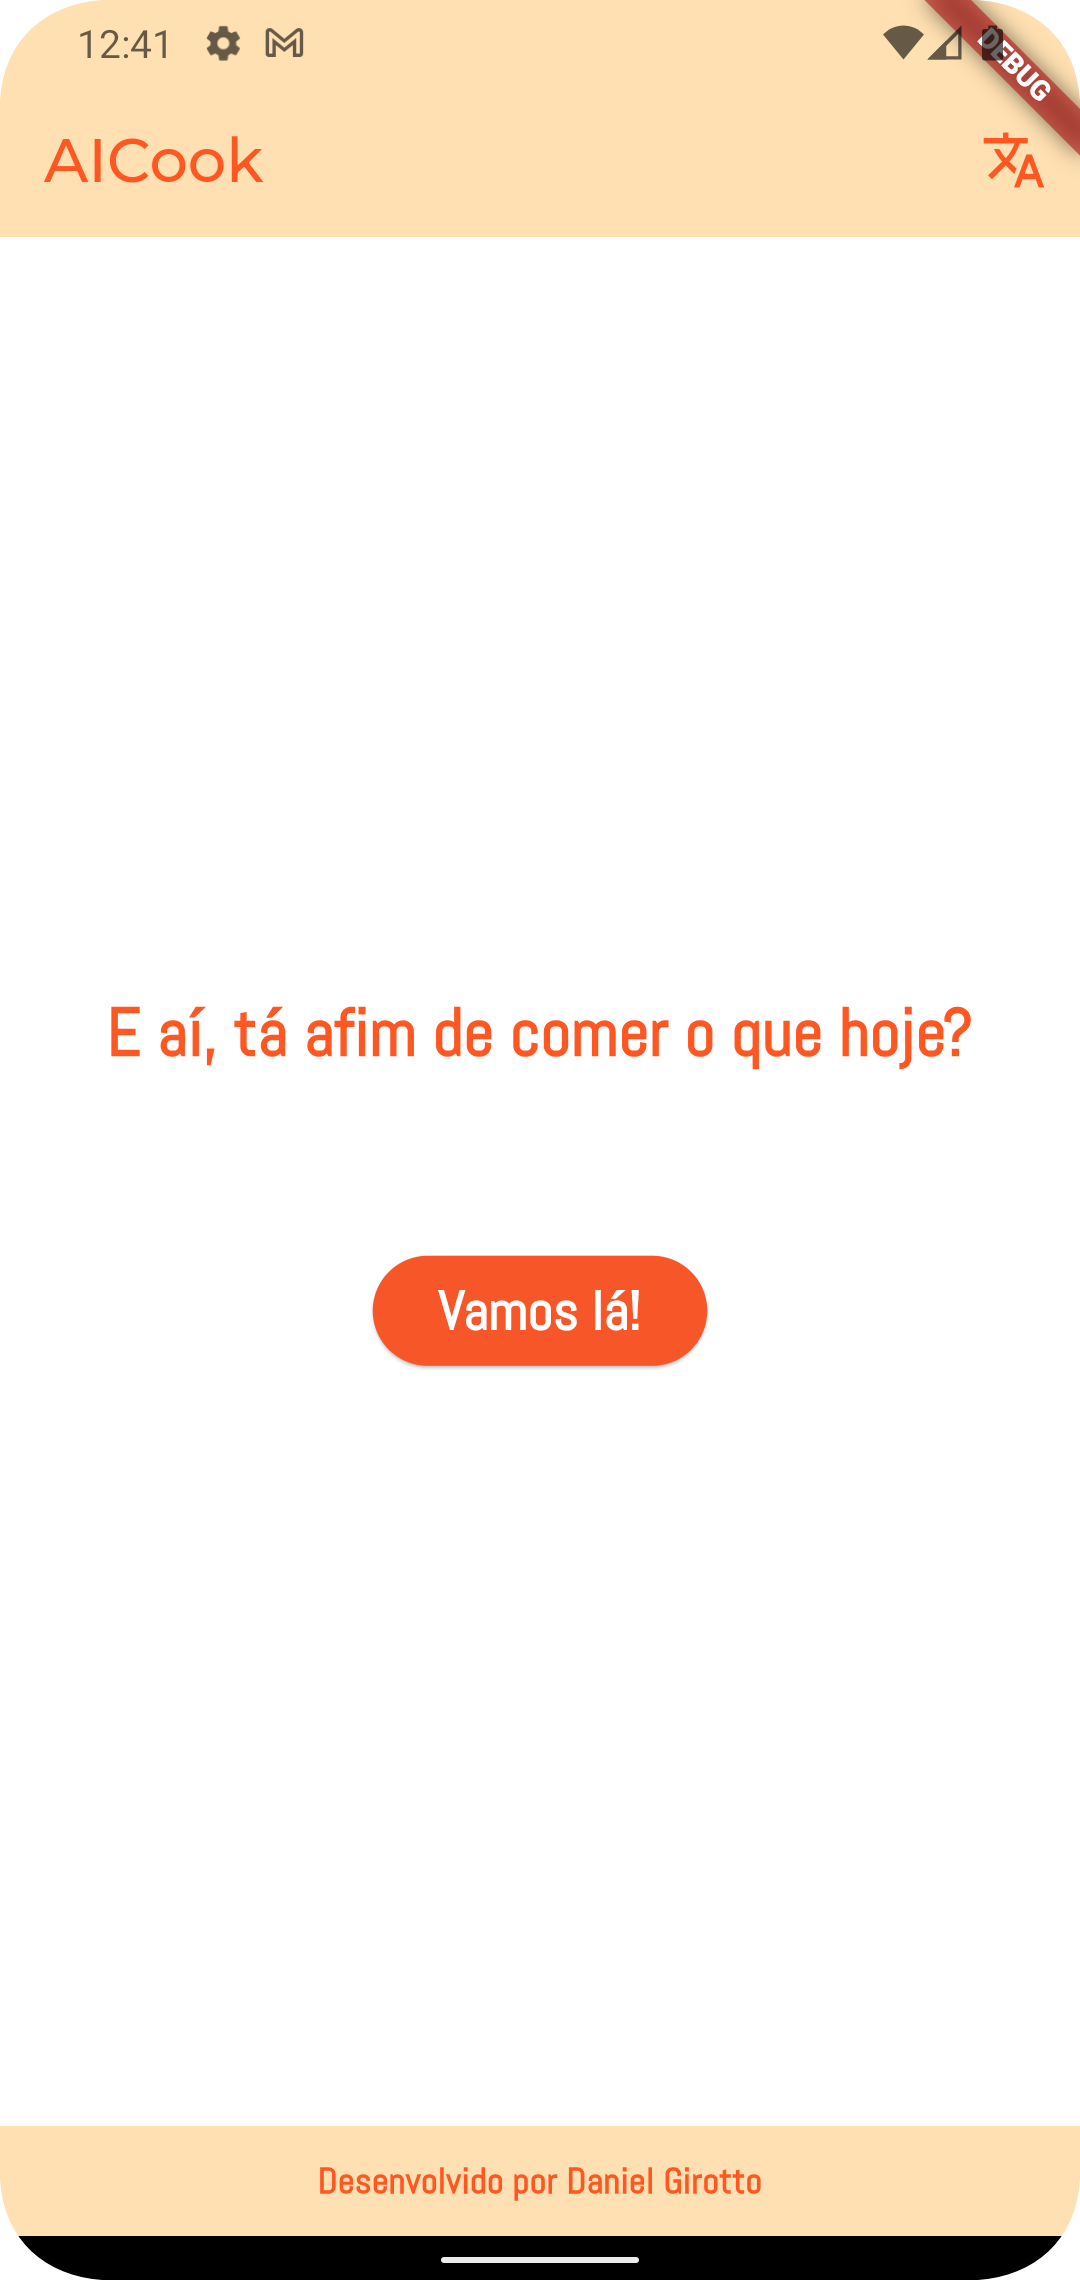 12:41
DEBUG
AICook
E aí, tá afim de comer o que hoje?
Vamos lá!
Desenvolvido por Daniel Girotto